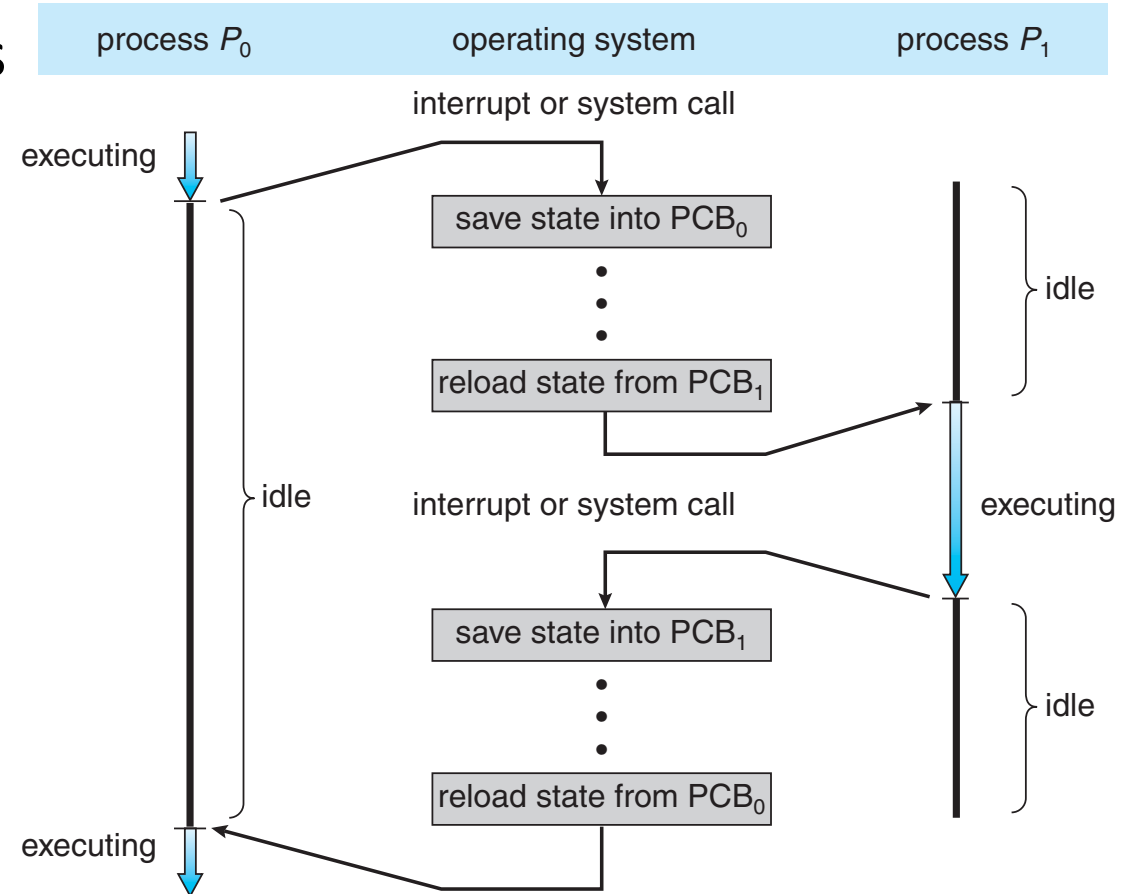 s
process P₀ operating system process P₁
interrupt or system call
executing
save state into PCB₀
idle
reload state from PCB₁
idle
interrupt or system call
executing
save state into PCB₁
idle
reload state from PCB₀
executing